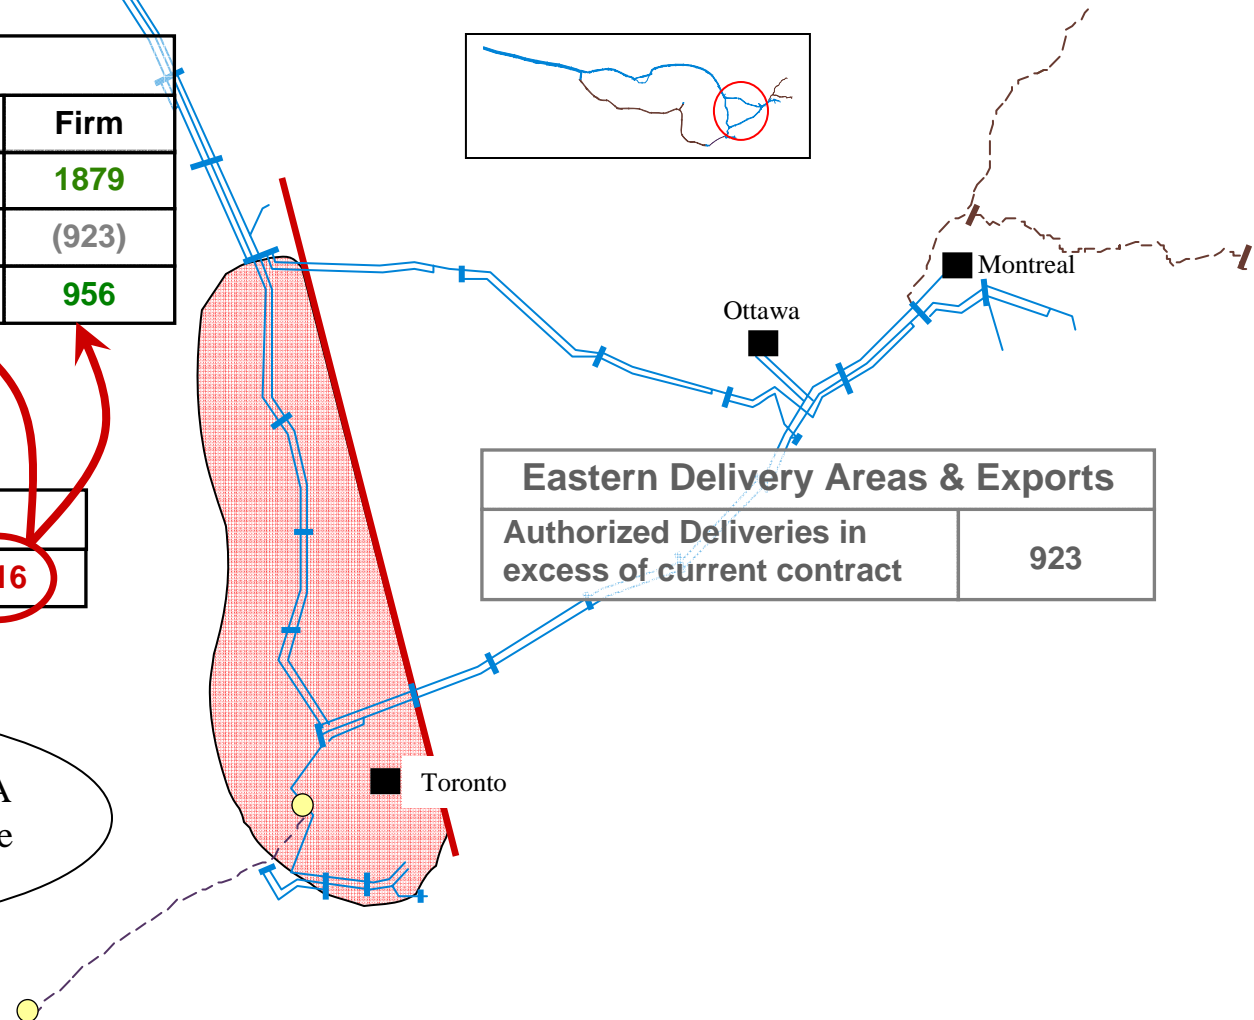 Firm
1879
(923)
956
Montreal
Ottawa
Eastern Delivery Areas & Exports
Authorized Deliveries in
excess of current contract
923
16
Toronto
A
e